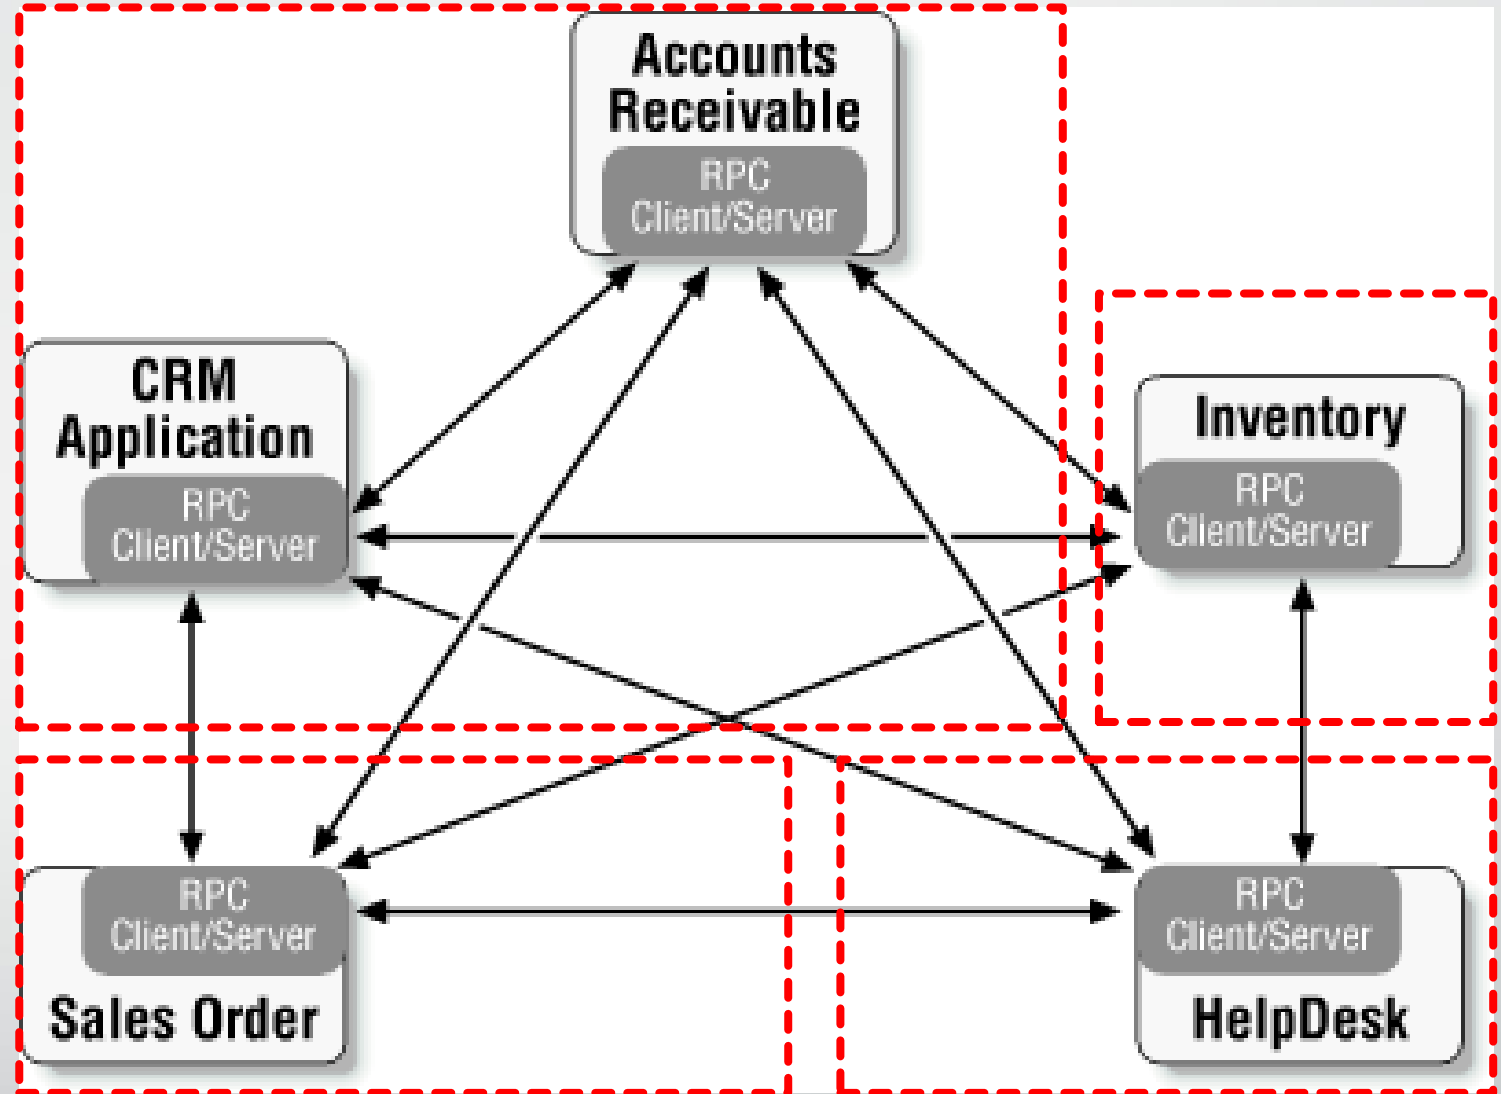 Accounts
Receivable
RPC
Client/Server
CRM
Application
RPC
Client/Server
Inventory
RPC
Client/Server
RPC
Client/Server
Sales Order
RPC
Client/Server
HelpDesk